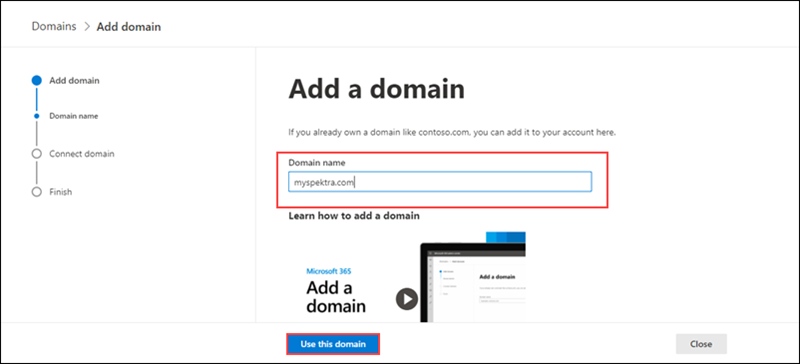 Domains > Add domain
Add domain
Domain name
Connect domain
Finish
Add a domain
If you already own a domain like contoso.com, you can add it to your account here.
Domain name
myspektra.com
Learn how to add a domain
Microsoft 365
Add a
domain
Add a domain
Use this domain
Close